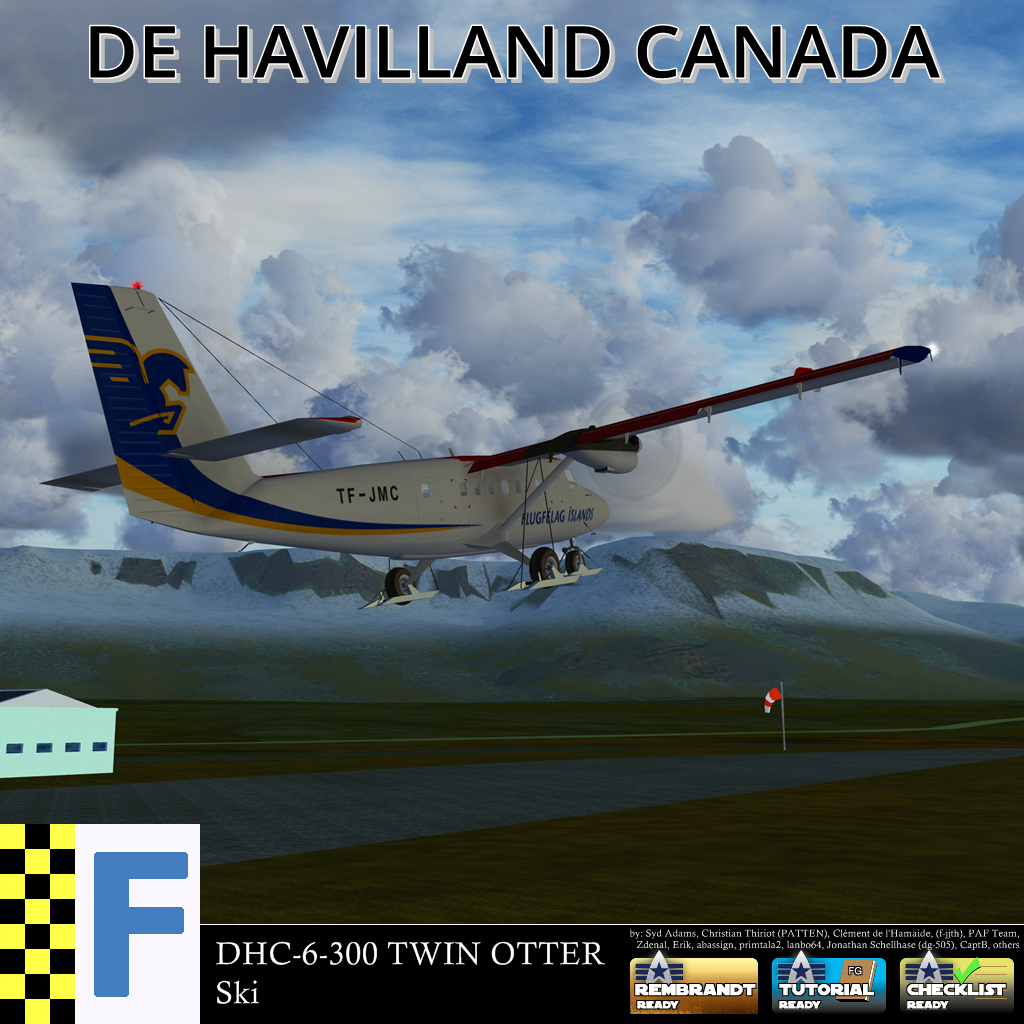 DE HAVILLAND CANADA
TF-JMC
FLUGFÉLAG ÍSLANDS
F
by: Syd Adams, Christian Thiriot (PATTEN), Clément de l'Hamaide, (f-jjth), PAF Team,
Zdenal, Erik, abassign, primtala2, lanbo64, Jonathan Schellhase (dg-505), CaptB, others
DHC-6-300 TWIN OTTER
Ski
REMBRANDT
READY
FG
TUTORIAL
READY
CHECKLIST
READY